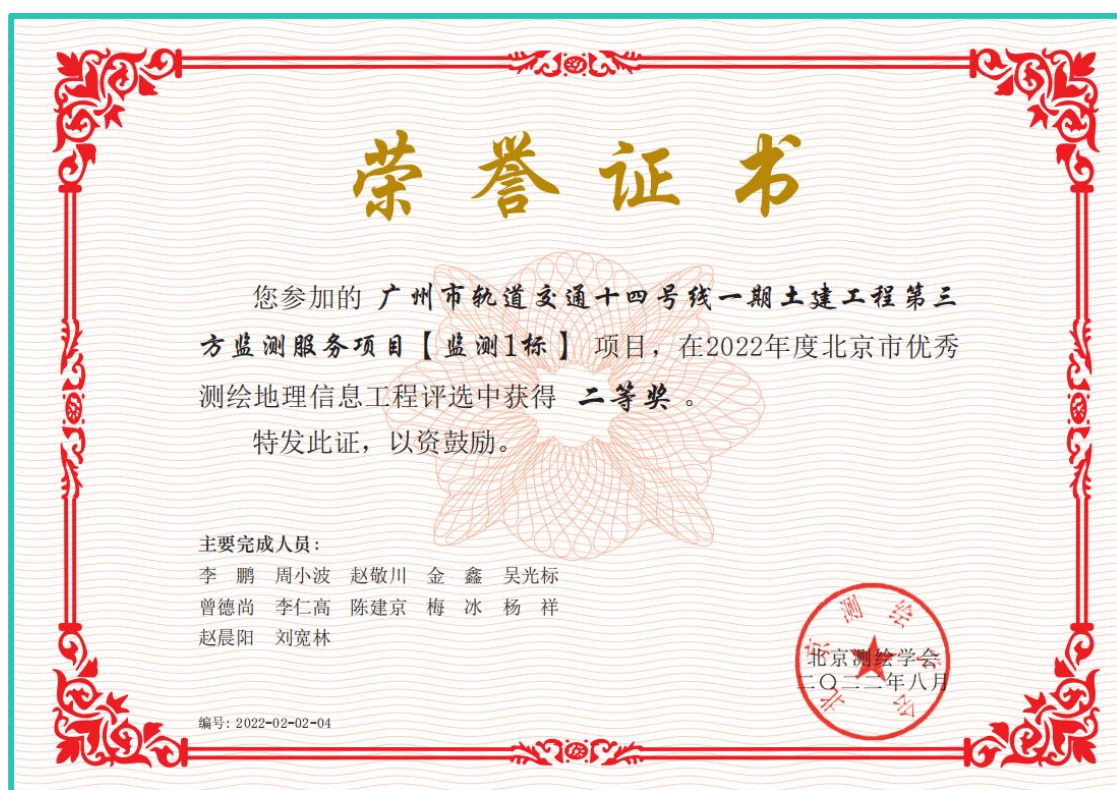 荣誉证书
您参加的 广州市轨道交通十四号线一期土建工程第三
方监测服务项目【监测1标】 项目，在2022年度北京市优秀
测绘地理信息工程评选中获得 二等奖 。
特发此证，以资鼓励。
主要完成人员：
李 鹏 周小波 赵敬川 金 鑫 吴光标
曾德尚 李仁高 陈建京 梅 冰 杨 祥
赵晨阳 刘宽林
北京测绘学会
北京测绘学会
二〇二二年八月
编号: 2022-02-02-04